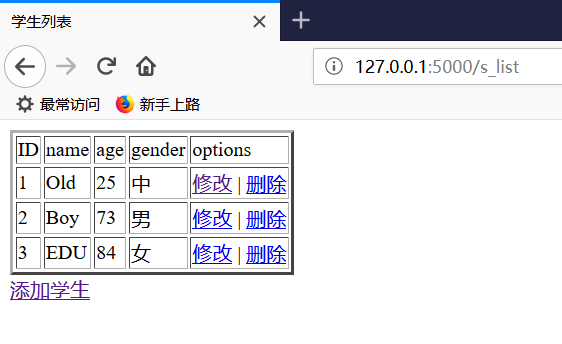 学生列表
127.0.0.1:5000/s_list
最常访问 新手上路
ID name age gender options
1 Old 25 中 修改 | 删除
2 Boy 73 男 修改 | 删除
3 EDU 84 女 修改 | 删除
添加学生